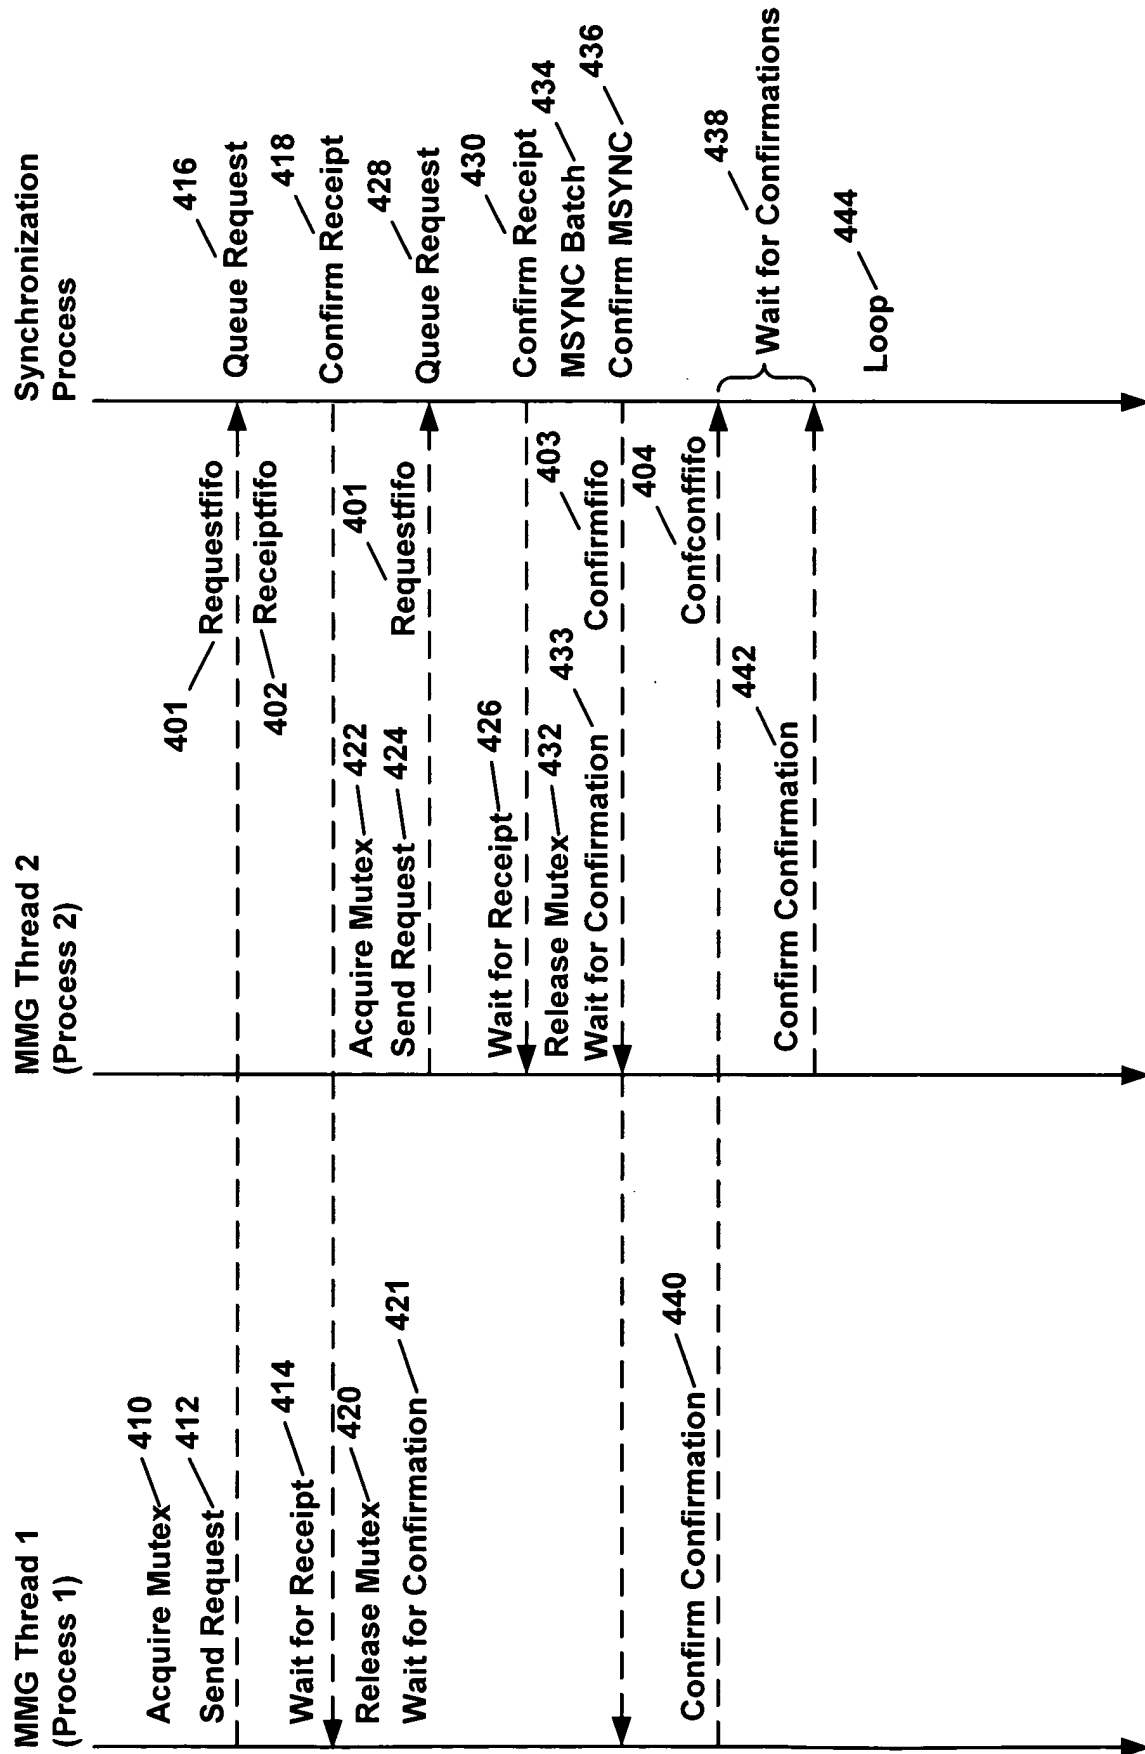 MMG Thread 1
(Process 1)
MMG Thread 2
(Process 2)
Synchronization
Process
Acquire Mutex 410
Send Request 412
401 Requestfifo
Queue Request 416
Wait for Receipt 414
402 Receiptfifo
Confirm Receipt 418
Release Mutex 420
Wait for Confirmation 421
Acquire Mutex 422
Send Request 424
Requestfifo 401
Queue Request 428
Wait for Receipt 426
Confirm Receipt 430
Release Mutex 432
Wait for Confirmation 433
Confirmfifo 403
MSYNC Batch 434
Confirm MSYNC 436
Confirm Confirmation 440
Confconffifo 404
Wait for Confirmations 438
Confirm Confirmation 442
Loop 444